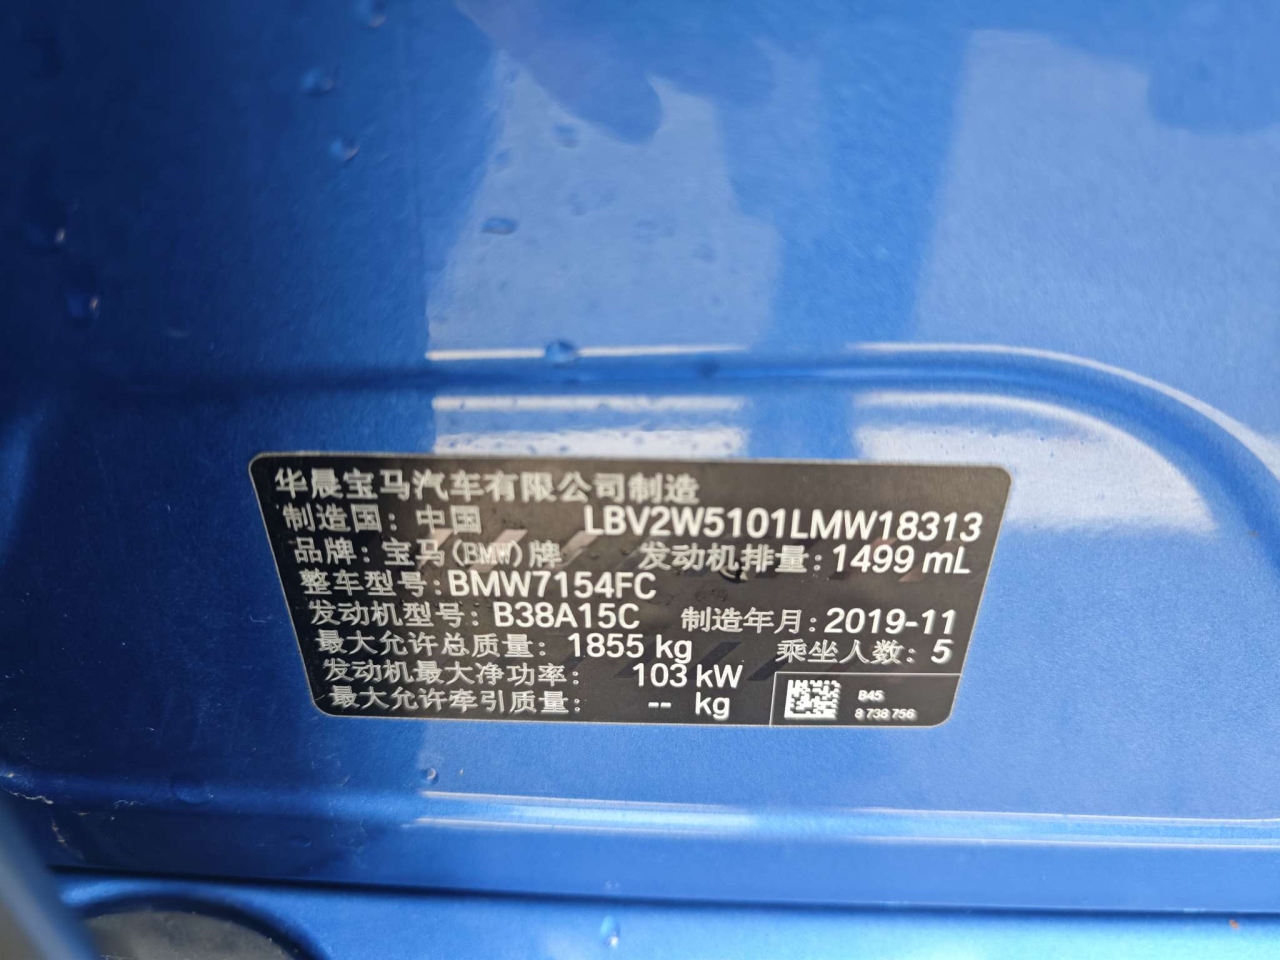 华晨宝马汽车有限公司制造
制造国：中国 LBV2W5101LMW18313
品牌：宝马(BMW)牌 发动机排量：1499 mL
整车型号:BMW7154FC
发动机型号：B38A15C 制造年月:2019-11
最大允许总质量：1855 kg 乘坐人数：5
发动机最大净功率：103 kW
最大允许牵引质量： -- kg
B45
8 738 756